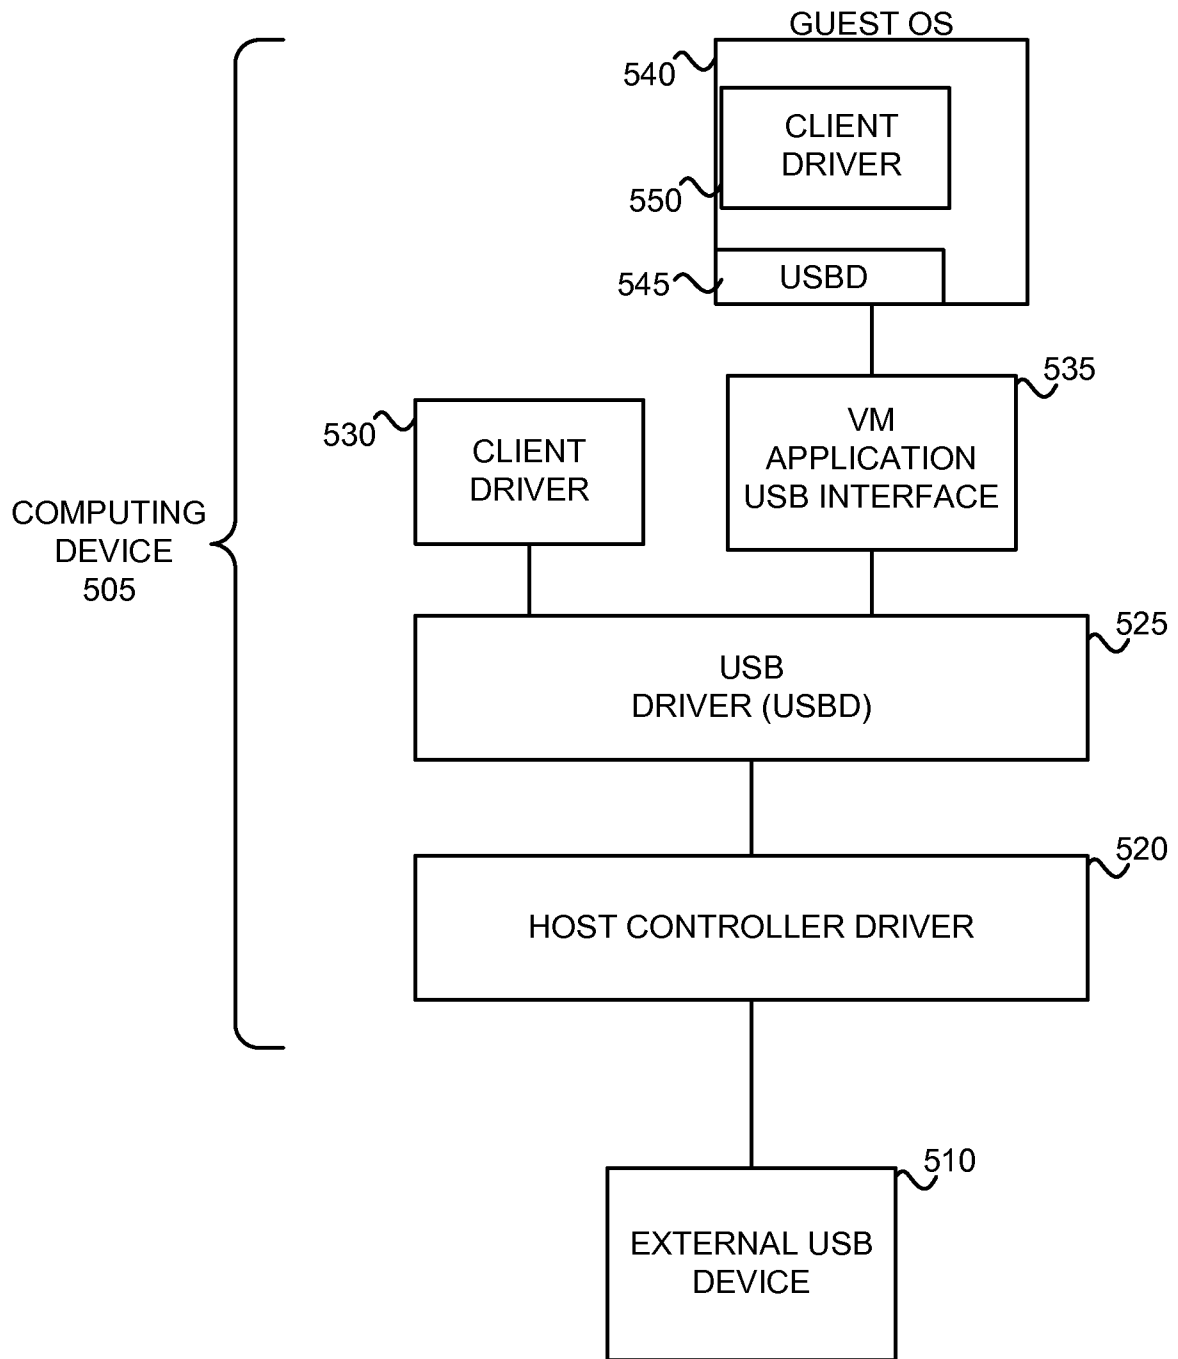 GUEST OS
540
CLIENT
DRIVER
550
545
USBD
535
VM
APPLICATION
USB INTERFACE
530
CLIENT
DRIVER
COMPUTING
DEVICE
505
525
USB
DRIVER (USBD)
520
HOST CONTROLLER DRIVER
510
EXTERNAL USB
DEVICE